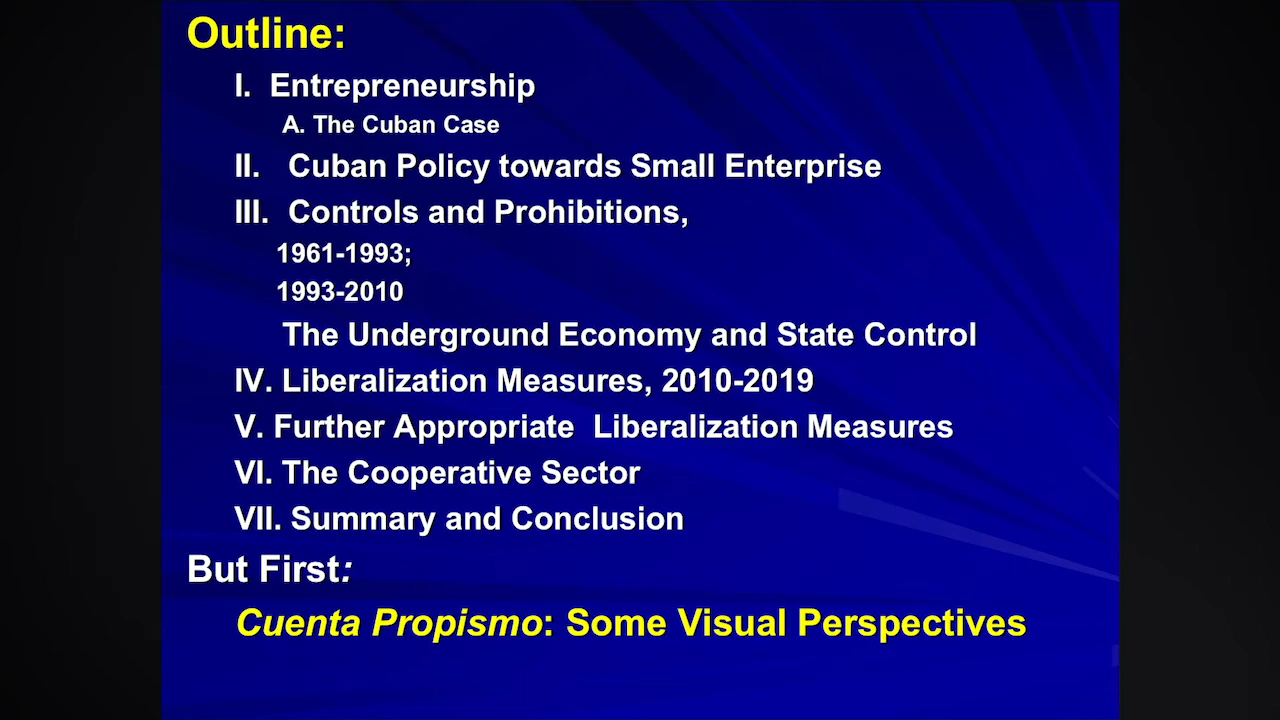 Outline:
I. Entrepreneurship
A. The Cuban Case
II. Cuban Policy towards Small Enterprise
III. Controls and Prohibitions,
1961-1993;
1993-2010
The Underground Economy and State Control
IV. Liberalization Measures, 2010-2019
V. Further Appropriate Liberalization Measures
VI. The Cooperative Sector
VII. Summary and Conclusion
But First:
Cuenta Propismo: Some Visual Perspectives